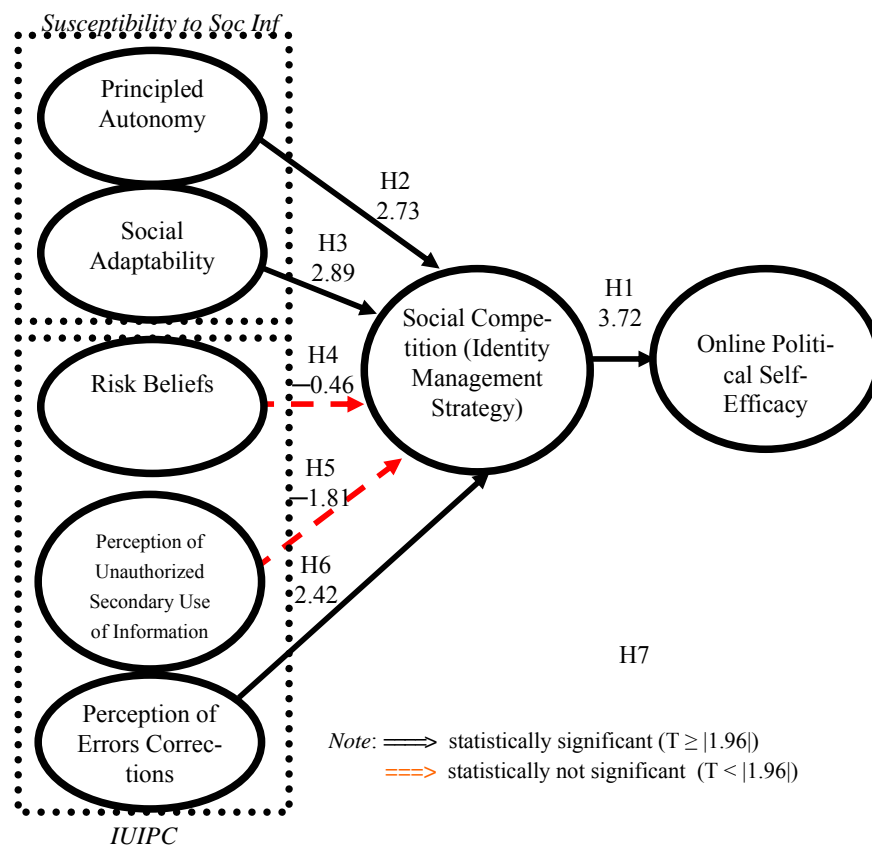 Susceptibility to Soc Inf
Principled
Autonomy
Social
Adaptability
H2
2.73
H3
2.89
Risk Beliefs
H4
−0.46
Social Compe-
tition (Identity
Management
Strategy)
H1
3.72
Online Politi-
cal Self-
Efficacy
Perception of
Unauthorized
Secondary Use
of Information
H5
−1.81
H6
2.42
H7
Perception of
Errors Correc-
tions
Note: statistically significant (T ≥ |1.96|)
statistically not significant (T < |1.96|)
IUIPC